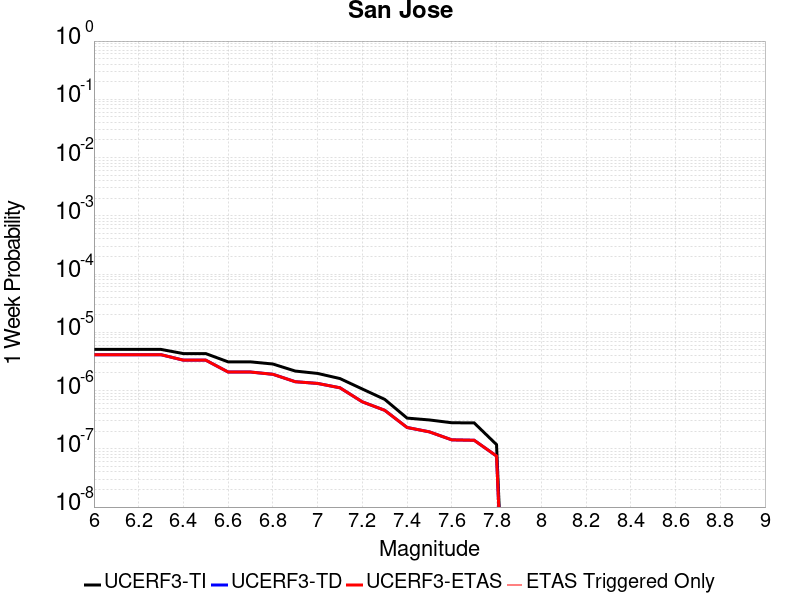 San Jose
10^0
10^-1
10^-2
10^-3
10^-4
10^-5
10^-6
10^-7
10^-8
1 Week Probability
6 6.2 6.4 6.6 6.8 7 7.2 7.4 7.6 7.8 8 8.2 8.4 8.6 8.8 9
Magnitude
UCERF3-TI UCERF3-TD UCERF3-ETAS ETAS Triggered Only